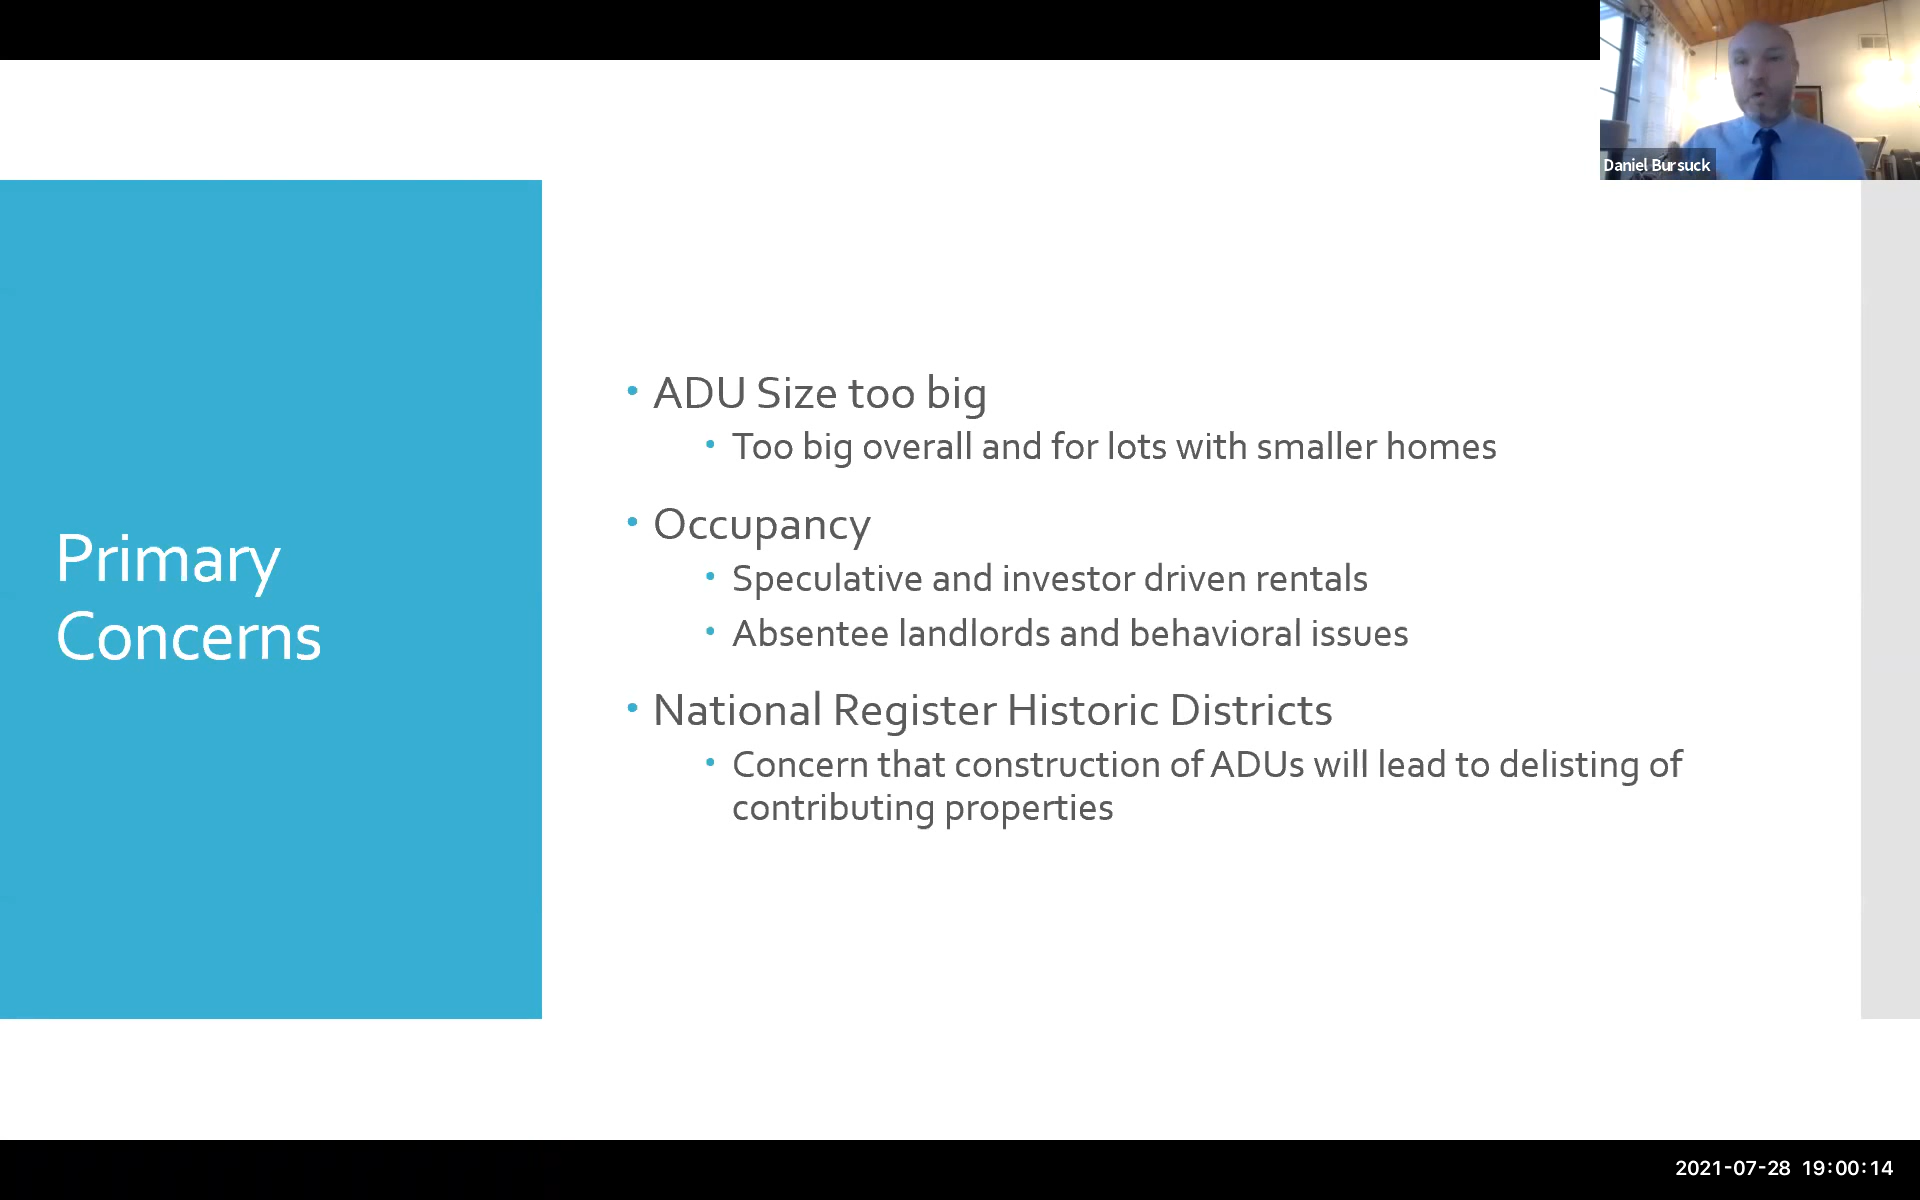 Daniel Bursuck
Primary
Concerns
• ADU Size too big
• Too big overall and for lots with smaller homes
• Occupancy
• Speculative and investor driven rentals
• Absentee landlords and behavioral issues
• National Register Historic Districts
• Concern that construction of ADUs will lead to delisting of
contributing properties
2021-07-28 19:00:14